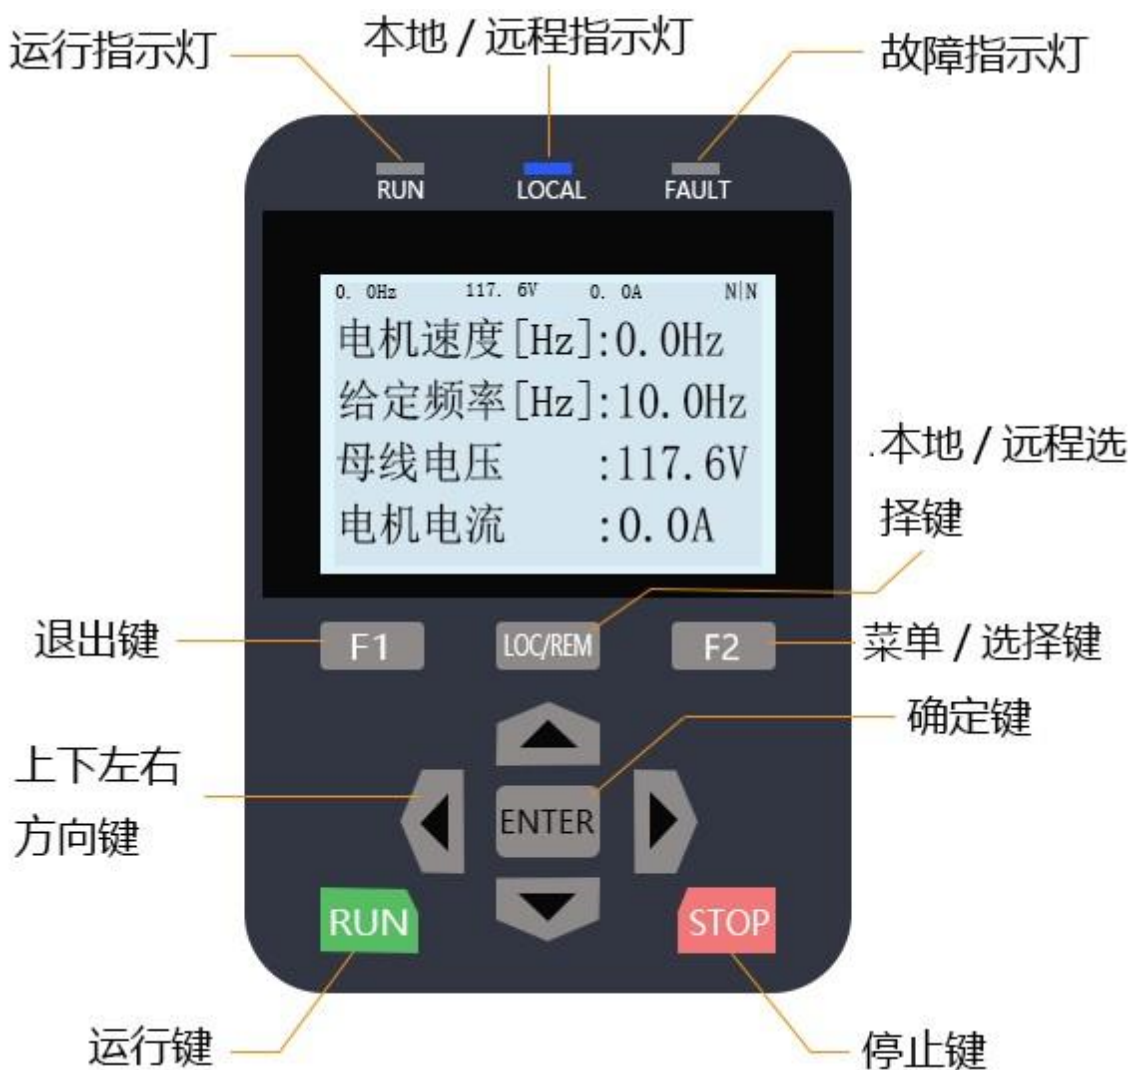 运行指示灯
本地 / 远程指示灯
故障指示灯
RUN
LOCAL
FAULT
0. 0Hz 117. 6V 0. 0A N|N
电机速度[Hz]:0.0Hz
给定频率[Hz]:10.0Hz
母线电压 :117.6V
电机电流 :0.0A
本地 / 远程选
择键
退出键
F1
LOC/REM
F2
菜单 / 选择键
确定键
上下左右
方向键
ENTER
RUN
STOP
运行键
停止键